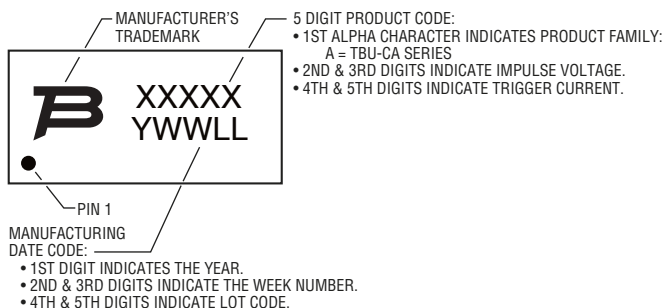 MANUFACTURER'S
TRADEMARK
5 DIGIT PRODUCT CODE:
• 1ST ALPHA CHARACTER INDICATES PRODUCT FAMILY:
A = TBU-CA SERIES
• 2ND & 3RD DIGITS INDICATE IMPULSE VOLTAGE.
• 4TH & 5TH DIGITS INDICATE TRIGGER CURRENT.
XXXXX
YWWLL
PIN 1
MANUFACTURING
DATE CODE:
• 1ST DIGIT INDICATES THE YEAR.
• 2ND & 3RD DIGITS INDICATE THE WEEK NUMBER.
• 4TH & 5TH DIGITS INDICATE LOT CODE.